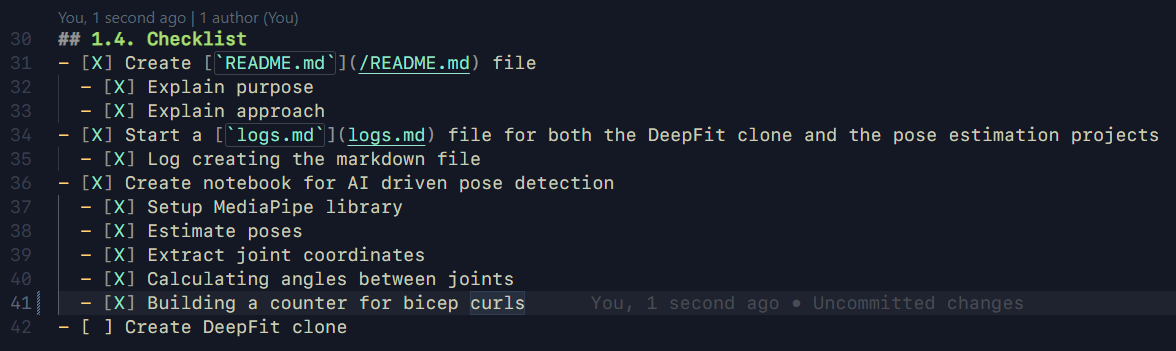 You, 1 second ago | 1 author (You)
30 ## 1.4. Checklist
31 - [X] Create [`README.md`](/README.md) file
32   - [X] Explain purpose
33   - [X] Explain approach
34 - [X] Start a [`logs.md`](logs.md) file for both the DeepFit clone and the pose estimation projects
35   - [X] Log creating the markdown file
36 - [X] Create notebook for AI driven pose detection
37   - [X] Setup MediaPipe library
38   - [X] Estimate poses
39   - [X] Extract joint coordinates
40   - [X] Calculating angles between joints
41   - [X] Building a counter for bicep curls      You, 1 second ago • Uncommitted changes
42 - [ ] Create DeepFit clone